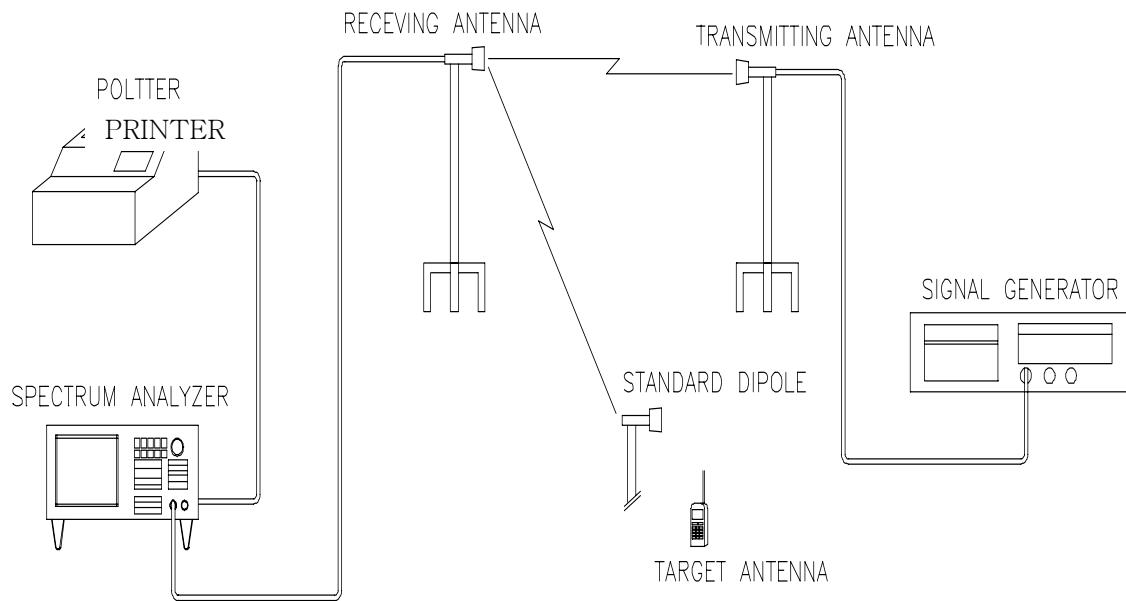 RECEVING ANTENNA
TRANSMITTING ANTENNA
POLTTER
PRINTER
SIGNAL GENERATOR
STANDARD DIPOLE
SPECTRUM ANALYZER
TARGET ANTENNA